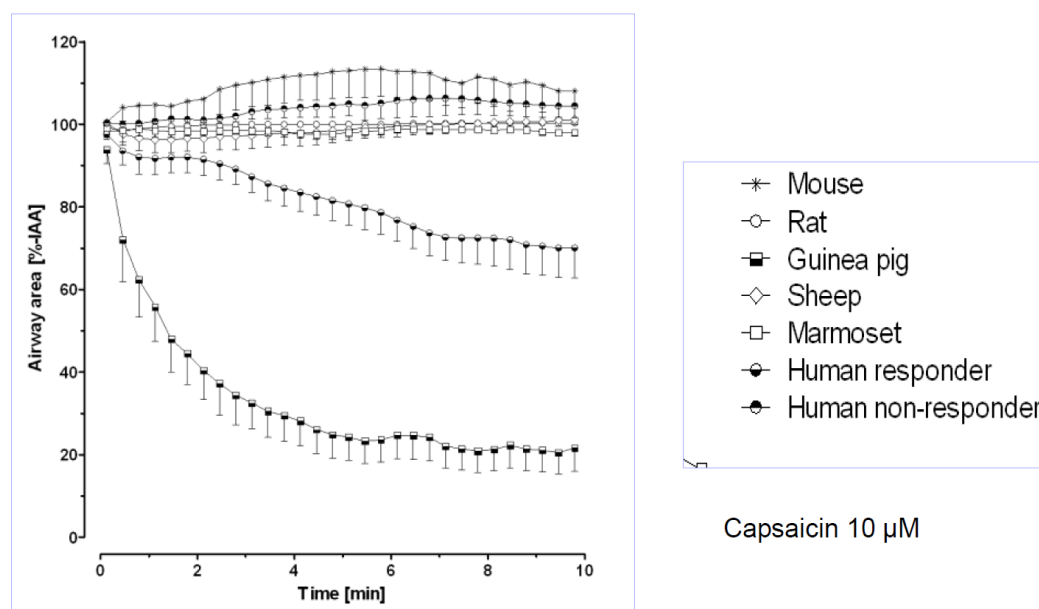 120
100
80
60
40
20
0
Airway area [%-IAA]
0 2 4 6 8 10
Time [min]
Mouse
Rat
Guinea pig
Sheep
Marmoset
Human responder
Human non-responder
Capsaicin 10 µM